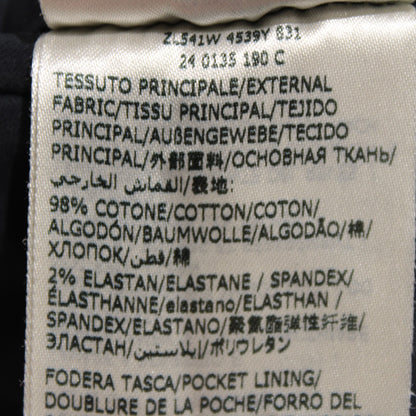 ZL541W 4539Y 831
24 0135 190 C
TESSUTO PRINCIPALE/EXTERNAL
FABRIC/TISSU PRINCIPAL/TEJIDO
PRINCIPAL/AUßENGEWEBE/TECIDO
PRINCIPAL/外部面料/ОСНОВНАЯ ТКАНЬ/
القماش الخارجي/表地:
98% COTONE/COTTON/COTON/
ALGODÓN/BAUMWOLLE/ALGODÃO/棉/
ХЛОПОК/قطن/綿
2% ELASTAN/ELASTANE / SPANDEX/
ÉLASTHANNE/elastano/ELASTHAN /
SPANDEX/ELASTANO/聚氨酯弹性纤维/
ЭЛАСТАН/إيلاستين/ポリウレタン
FODERA TASCA/POCKET LINING/
DOUBLURE DE LA POCHE/FORRO DEL